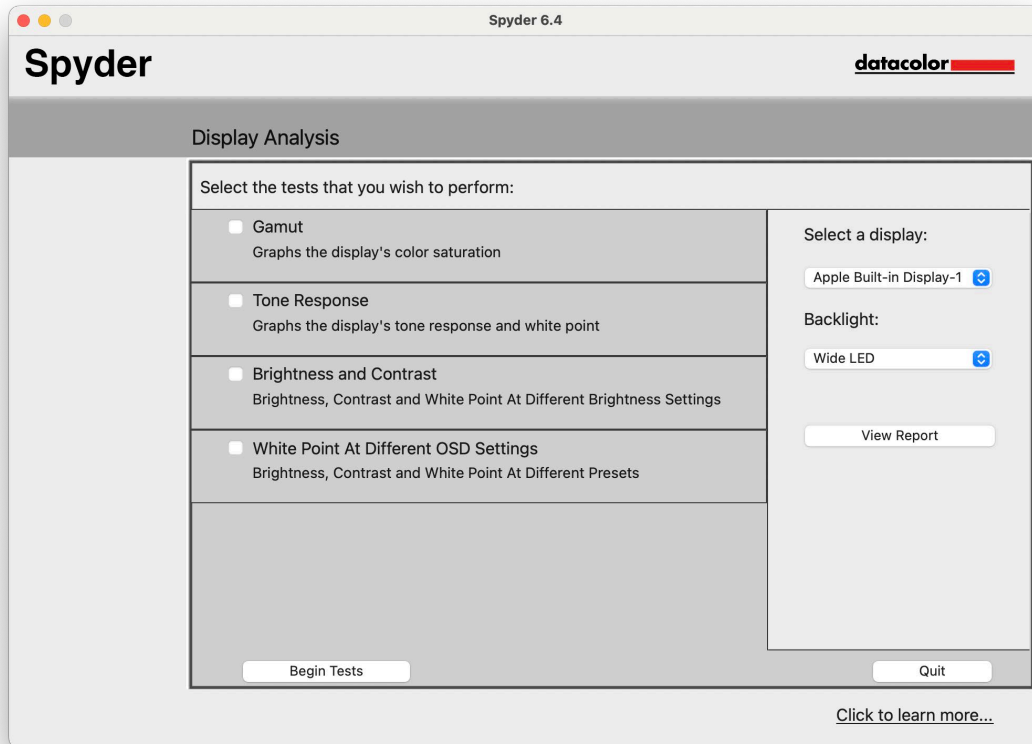 Spyder 6.4
Spyder
datacolor
Display Analysis
Select the tests that you wish to perform:
Gamut
Graphs the display's color saturation
Tone Response
Graphs the display's tone response and white point
Brightness and Contrast
Brightness, Contrast and White Point At Different Brightness Settings
White Point At Different OSD Settings
Brightness, Contrast and White Point At Different Presets
Select a display:
Apple Built-in Display-1
Backlight:
Wide LED
View Report
Begin Tests
Quit
Click to learn more...